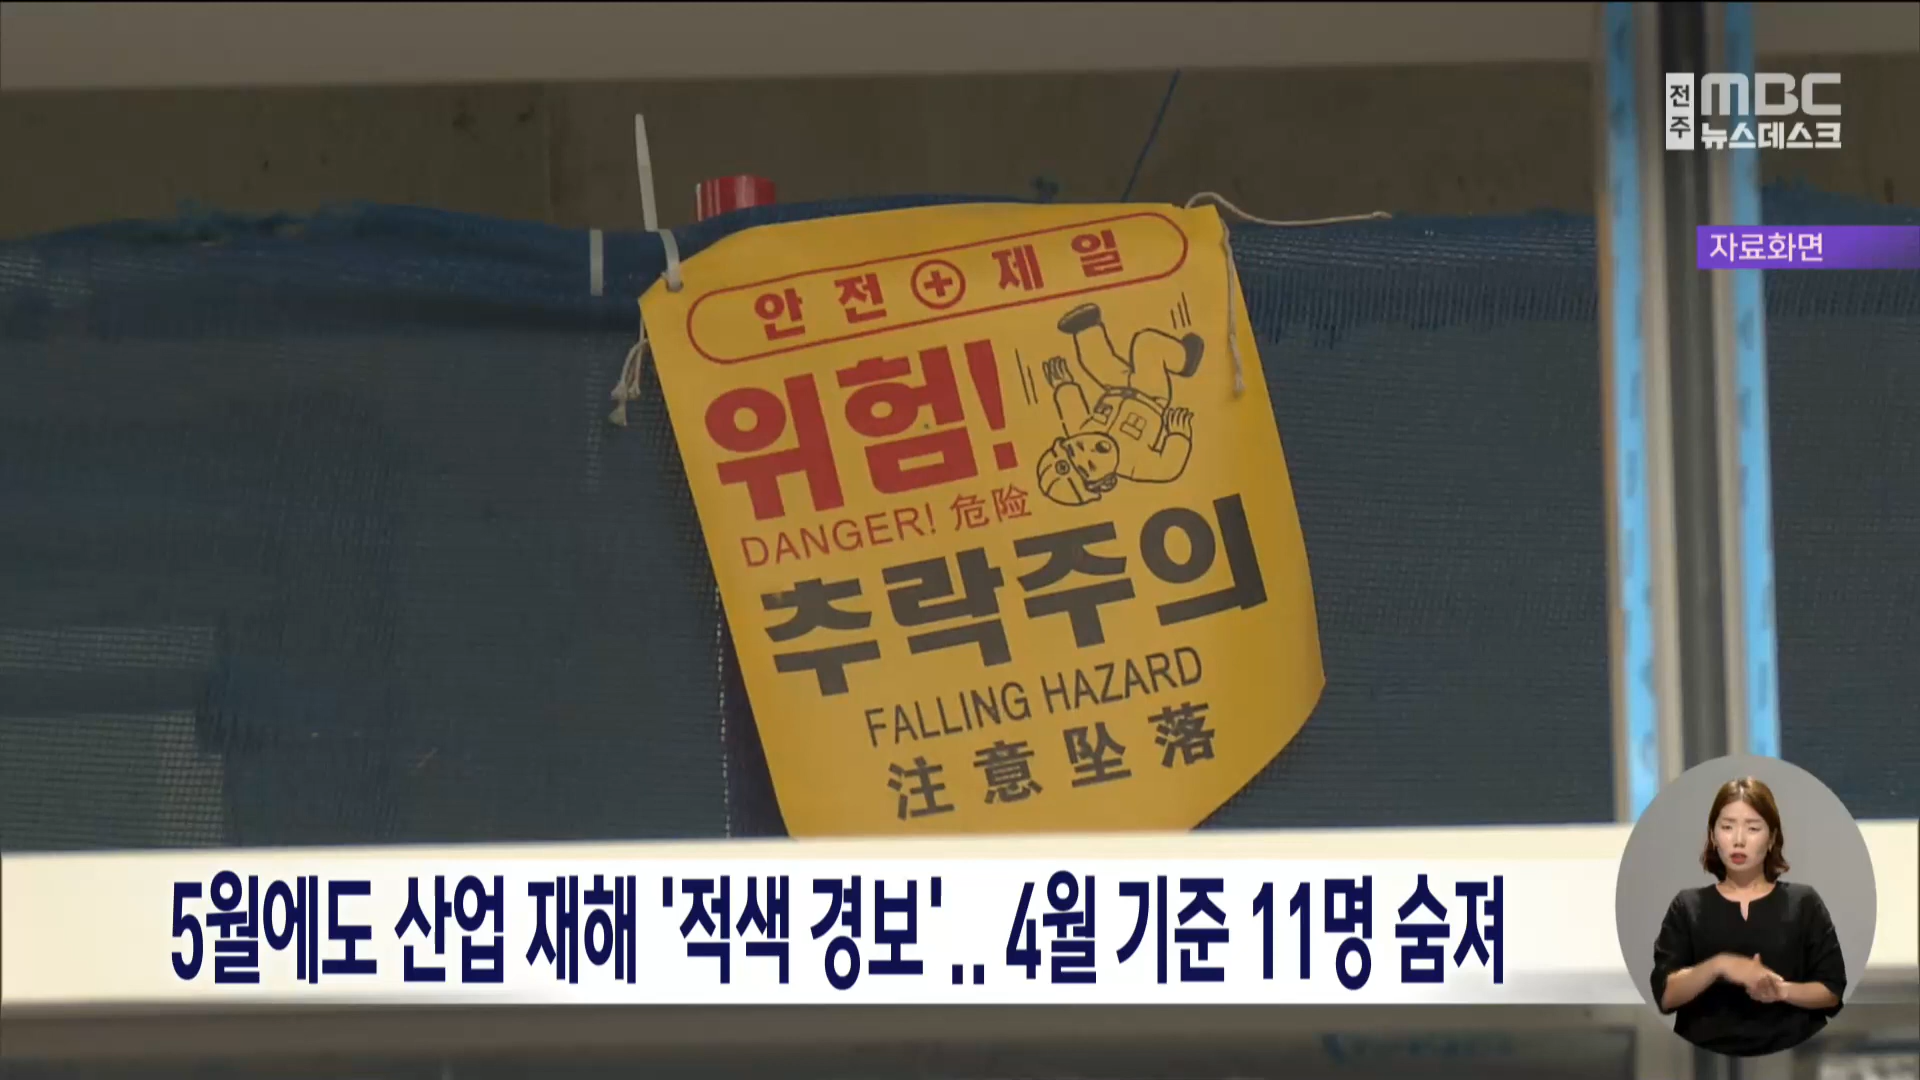 전주 MBC
뉴스데스크
자료화면
안전 제일
위험!
DANGER! 危险
추락주의
FALLING HAZARD
注意坠落
5월에도 산업 재해 '적색 경보'.. 4월 기준 11명 숨져